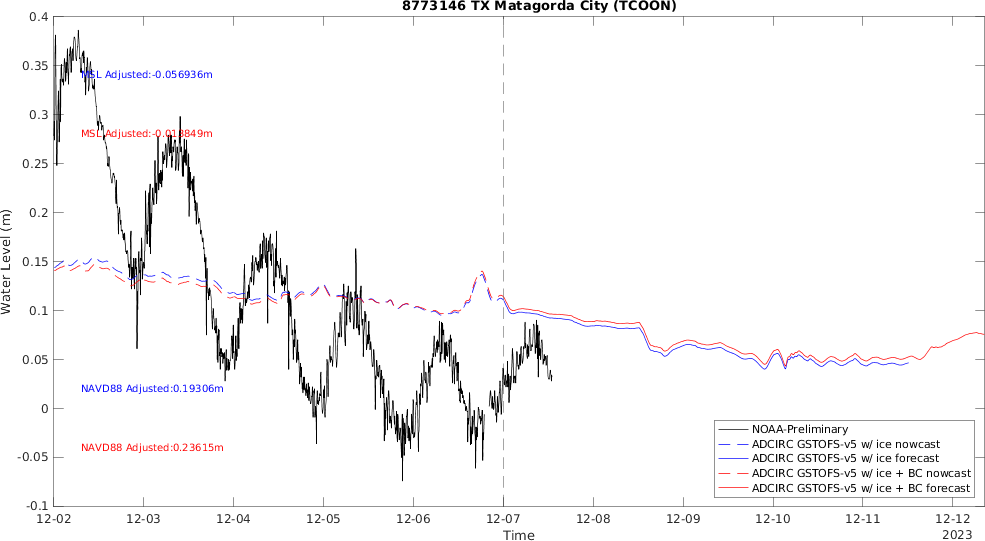 8773146 TX Matagorda City (TCOON)
0.4
0.35
0.3
0.25
0.2
0.15
0.1
0.05
0
-0.05
-0.1
Water Level (m)
MSL Adjusted:-0.056936m
MSL Adjusted:-0.018849m
NAVD88 Adjusted:0.19306m
NAVD88 Adjusted:0.23615m
NOAA-Preliminary
ADCIRC GSTOFS-v5 w/ ice nowcast
ADCIRC GSTOFS-v5 w/ ice forecast
ADCIRC GSTOFS-v5 w/ ice + BC nowcast
ADCIRC GSTOFS-v5 w/ ice + BC forecast
12-02 12-03 12-04 12-05 12-06 12-07 12-08 12-09 12-10 12-11 12-12
Time
2023